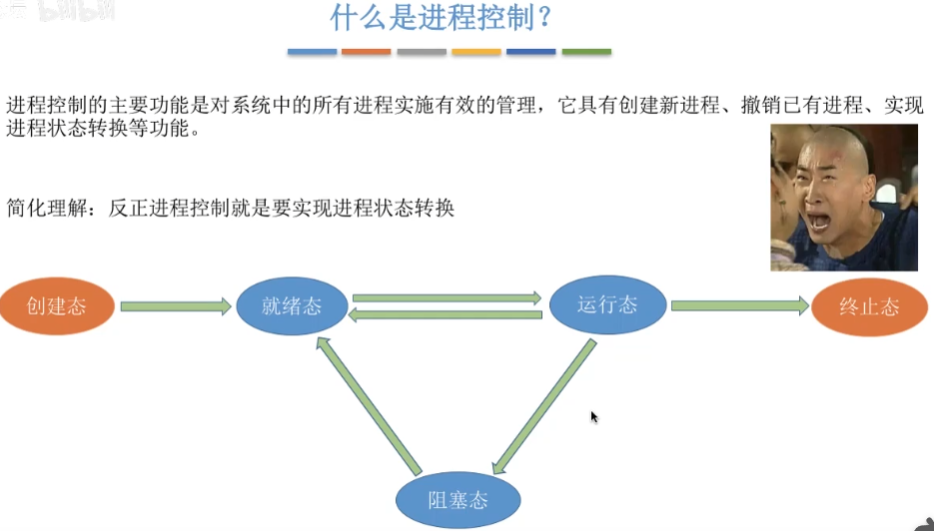 bilibili
什么是进程控制？
进程控制的主要功能是对系统中的所有进程实施有效的管理，它具有创建新进程、撤销已有进程、实现
进程状态转换等功能。
简化理解：反正进程控制就是要实现进程状态转换
创建态
就绪态
运行态
终止态
阻塞态